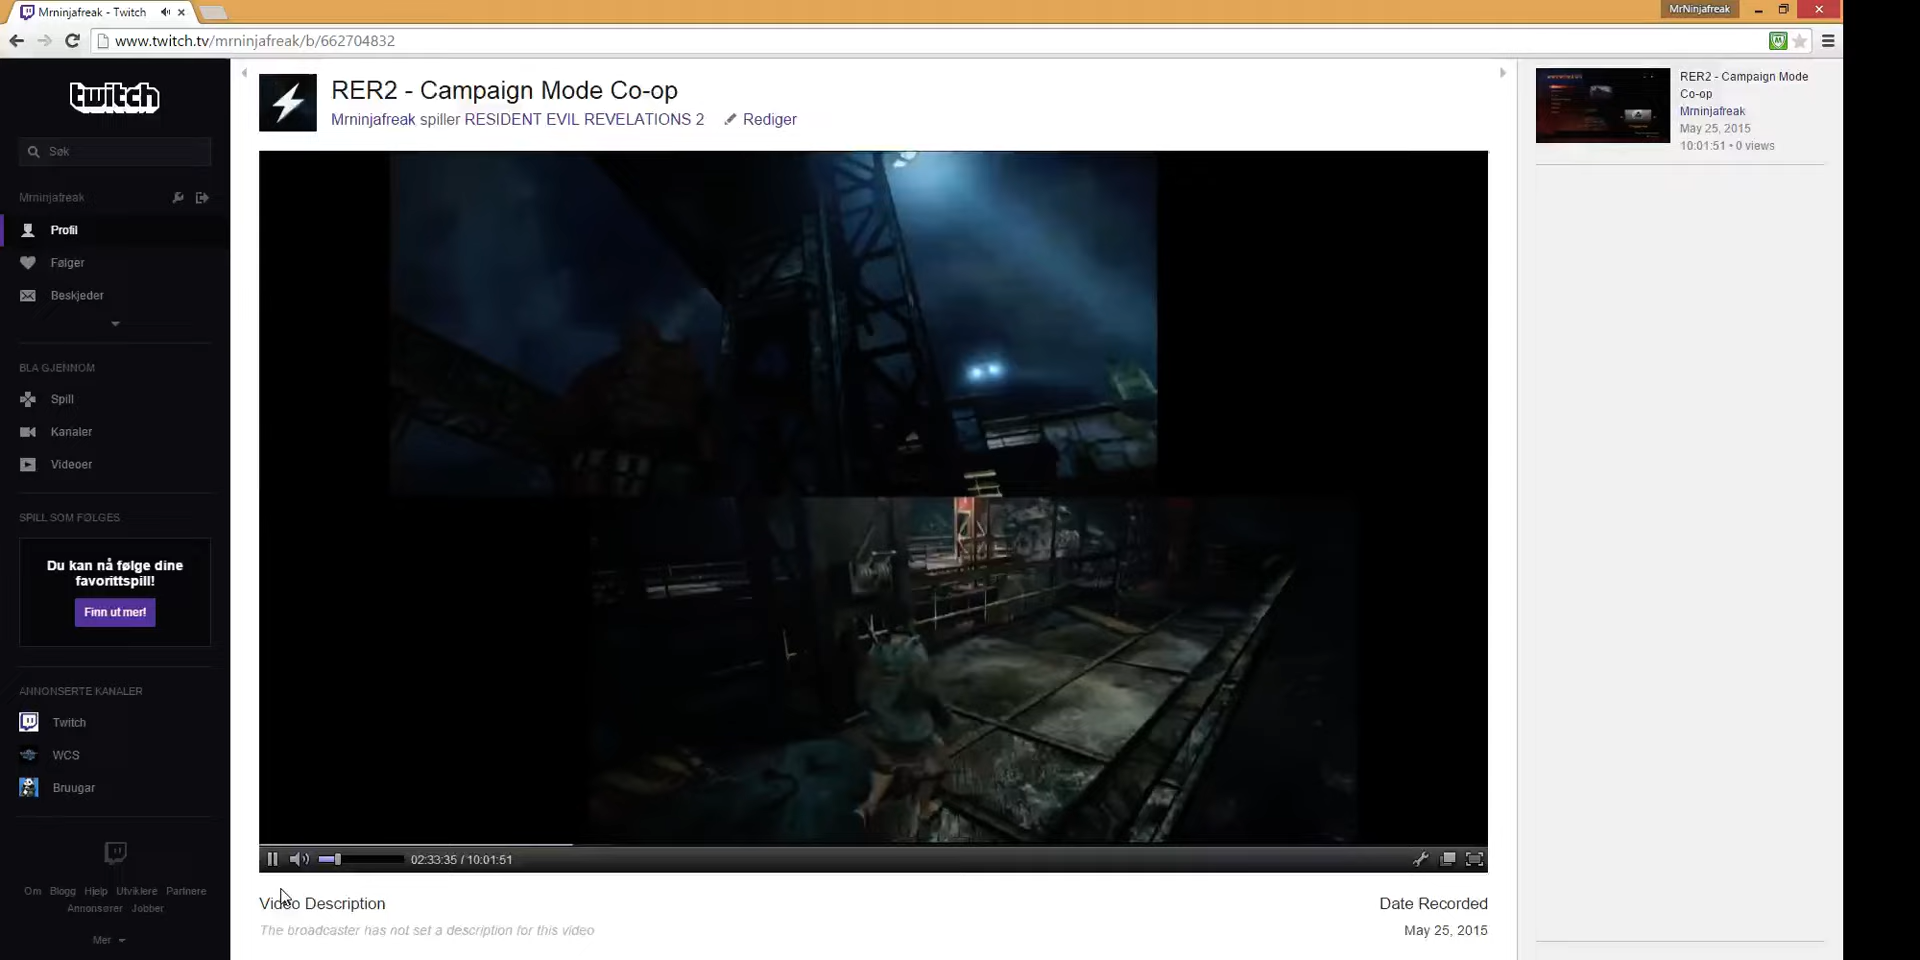 Mrninjafreak - Twitch
MrNinjafreak
www.twitch.tv/mrninjafreak/b/662704832
twitch
Søk
Mrninjafreak
Profil
Følger
Beskjeder
BLA GJENNOM
Spill
Kanaler
Videoer
SPILL SOM FØLGES
Du kan nå følge dine
favorittspill!
Finn ut mer!
ANNONSERTE KANALER
Twitch
WCS
Bruugar
Om Blogg Hjelp Utviklere Partnere
Annonsører Jobber
Mer
RER2 - Campaign Mode Co-op
Mrninjafreak spiller RESIDENT EVIL REVELATIONS 2 Rediger
02:33:35 / 10:01:51
Video Description
The broadcaster has not set a description for this video
Date Recorded
May 25, 2015
RER2 - Campaign Mode
Co-op
Mrninjafreak
May 25, 2015
10:01:51 • 0 views